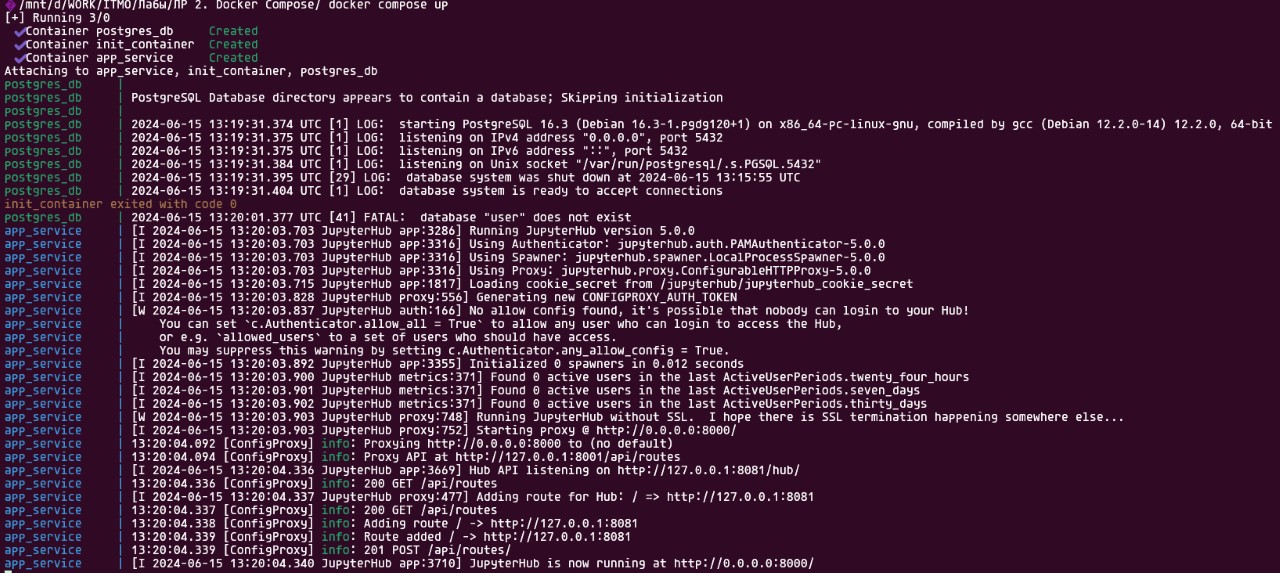 /mnt/d/WORK/ITMO/Лабы/ЛР 2. Docker Compose/ docker compose up
[+] Running 3/0
✔Container postgres_db Created
✔Container init_container Created
✔Container app_service Created
Attaching to app_service, init_container, postgres_db
postgres_db |
postgres_db | PostgreSQL Database directory appears to contain a database; Skipping initialization
postgres_db |
postgres_db | 2024-06-15 13:19:31.374 UTC [1] LOG: starting PostgreSQL 16.3 (Debian 16.3-1.pgdg120+1) on x86_64-pc-linux-gnu, compiled by gcc (Debian 12.2.0-14) 12.2.0, 64-bit
postgres_db | 2024-06-15 13:19:31.375 UTC [1] LOG: listening on IPv4 address "0.0.0.0", port 5432
postgres_db | 2024-06-15 13:19:31.375 UTC [1] LOG: listening on IPv6 address "::", port 5432
postgres_db | 2024-06-15 13:19:31.384 UTC [1] LOG: listening on Unix socket "/var/run/postgresql/.s.PGSQL.5432"
postgres_db | 2024-06-15 13:19:31.395 UTC [29] LOG: database system was shut down at 2024-06-15 13:15:55 UTC
postgres_db | 2024-06-15 13:19:31.404 UTC [1] LOG: database system is ready to accept connections
init_container exited with code 0
postgres_db | 2024-06-15 13:20:01.377 UTC [41] FATAL: database "user" does not exist
app_service | [I 2024-06-15 13:20:03.703 JupyterHub app:3286] Running JupyterHub version 5.0.0
app_service | [I 2024-06-15 13:20:03.703 JupyterHub app:3316] Using Authenticator: jupyterhub.auth.PAMAuthenticator-5.0.0
app_service | [I 2024-06-15 13:20:03.703 JupyterHub app:3316] Using Spawner: jupyterhub.spawner.LocalProcessSpawner-5.0.0
app_service | [I 2024-06-15 13:20:03.703 JupyterHub app:3316] Using Proxy: jupyterhub.proxy.ConfigurableHTTPProxy-5.0.0
app_service | [I 2024-06-15 13:20:03.715 JupyterHub app:1817] Loading cookie_secret from /jupyterhub/jupyterhub_cookie_secret
app_service | [I 2024-06-15 13:20:03.828 JupyterHub proxy:556] Generating new CONFIGPROXY_AUTH_TOKEN
app_service | [W 2024-06-15 13:20:03.837 JupyterHub auth:166] No allow config found, it's possible that nobody can login to your Hub!
app_service | You can set `c.Authenticator.allow_all = True` to allow any user who can login to access the Hub,
app_service | or e.g. `allowed_users` to a set of users who should have access.
app_service | You may suppress this warning by setting c.Authenticator.any_allow_config = True.
app_service | [I 2024-06-15 13:20:03.892 JupyterHub app:3355] Initialized 0 spawners in 0.012 seconds
app_service | [I 2024-06-15 13:20:03.900 JupyterHub metrics:371] Found 0 active users in the last ActiveUserPeriods.twenty_four_hours
app_service | [I 2024-06-15 13:20:03.901 JupyterHub metrics:371] Found 0 active users in the last ActiveUserPeriods.seven_days
app_service | [I 2024-06-15 13:20:03.902 JupyterHub metrics:371] Found 0 active users in the last ActiveUserPeriods.thirty_days
app_service | [W 2024-06-15 13:20:03.903 JupyterHub proxy:748] Running JupyterHub without SSL. I hope there is SSL termination happening somewhere else...
app_service | [I 2024-06-15 13:20:03.903 JupyterHub proxy:752] Starting proxy @ http://0.0.0.0:8000/
app_service | 13:20:04.092 [ConfigProxy] info: Proxying http://0.0.0.0:8000 to (no default)
app_service | 13:20:04.094 [ConfigProxy] info: Proxy API at http://127.0.0.1:8001/api/routes
app_service | [I 2024-06-15 13:20:04.336 JupyterHub app:3669] Hub API listening on http://127.0.0.1:8081/hub/
app_service | 13:20:04.336 [ConfigProxy] info: 200 GET /api/routes
app_service | [I 2024-06-15 13:20:04.337 JupyterHub proxy:477] Adding route for Hub: / => http://127.0.0.1:8081
app_service | 13:20:04.337 [ConfigProxy] info: 200 GET /api/routes
app_service | 13:20:04.338 [ConfigProxy] info: Adding route / -> http://127.0.0.1:8081
app_service | 13:20:04.339 [ConfigProxy] info: Route added / -> http://127.0.0.1:8081
app_service | 13:20:04.339 [ConfigProxy] info: 201 POST /api/routes/
app_service | [I 2024-06-15 13:20:04.340 JupyterHub app:3710] JupyterHub is now running at http://0.0.0.0:8000/